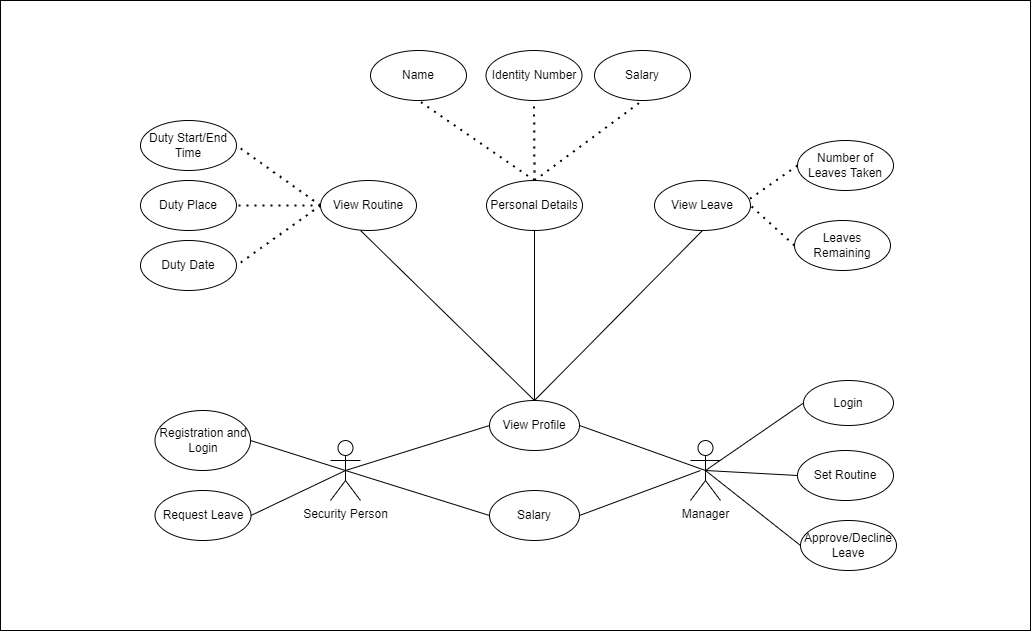 Name
Identity Number
Salary
Duty Start/End
Time
Number of
Leaves Taken
Duty Place
View Routine
Personal Details
View Leave
Leaves
Remaining
Duty Date
Login
View Profile
Registration and
Login
Set Routine
Request Leave
Security Person
Salary
Manager
Approve/Decline
Leave